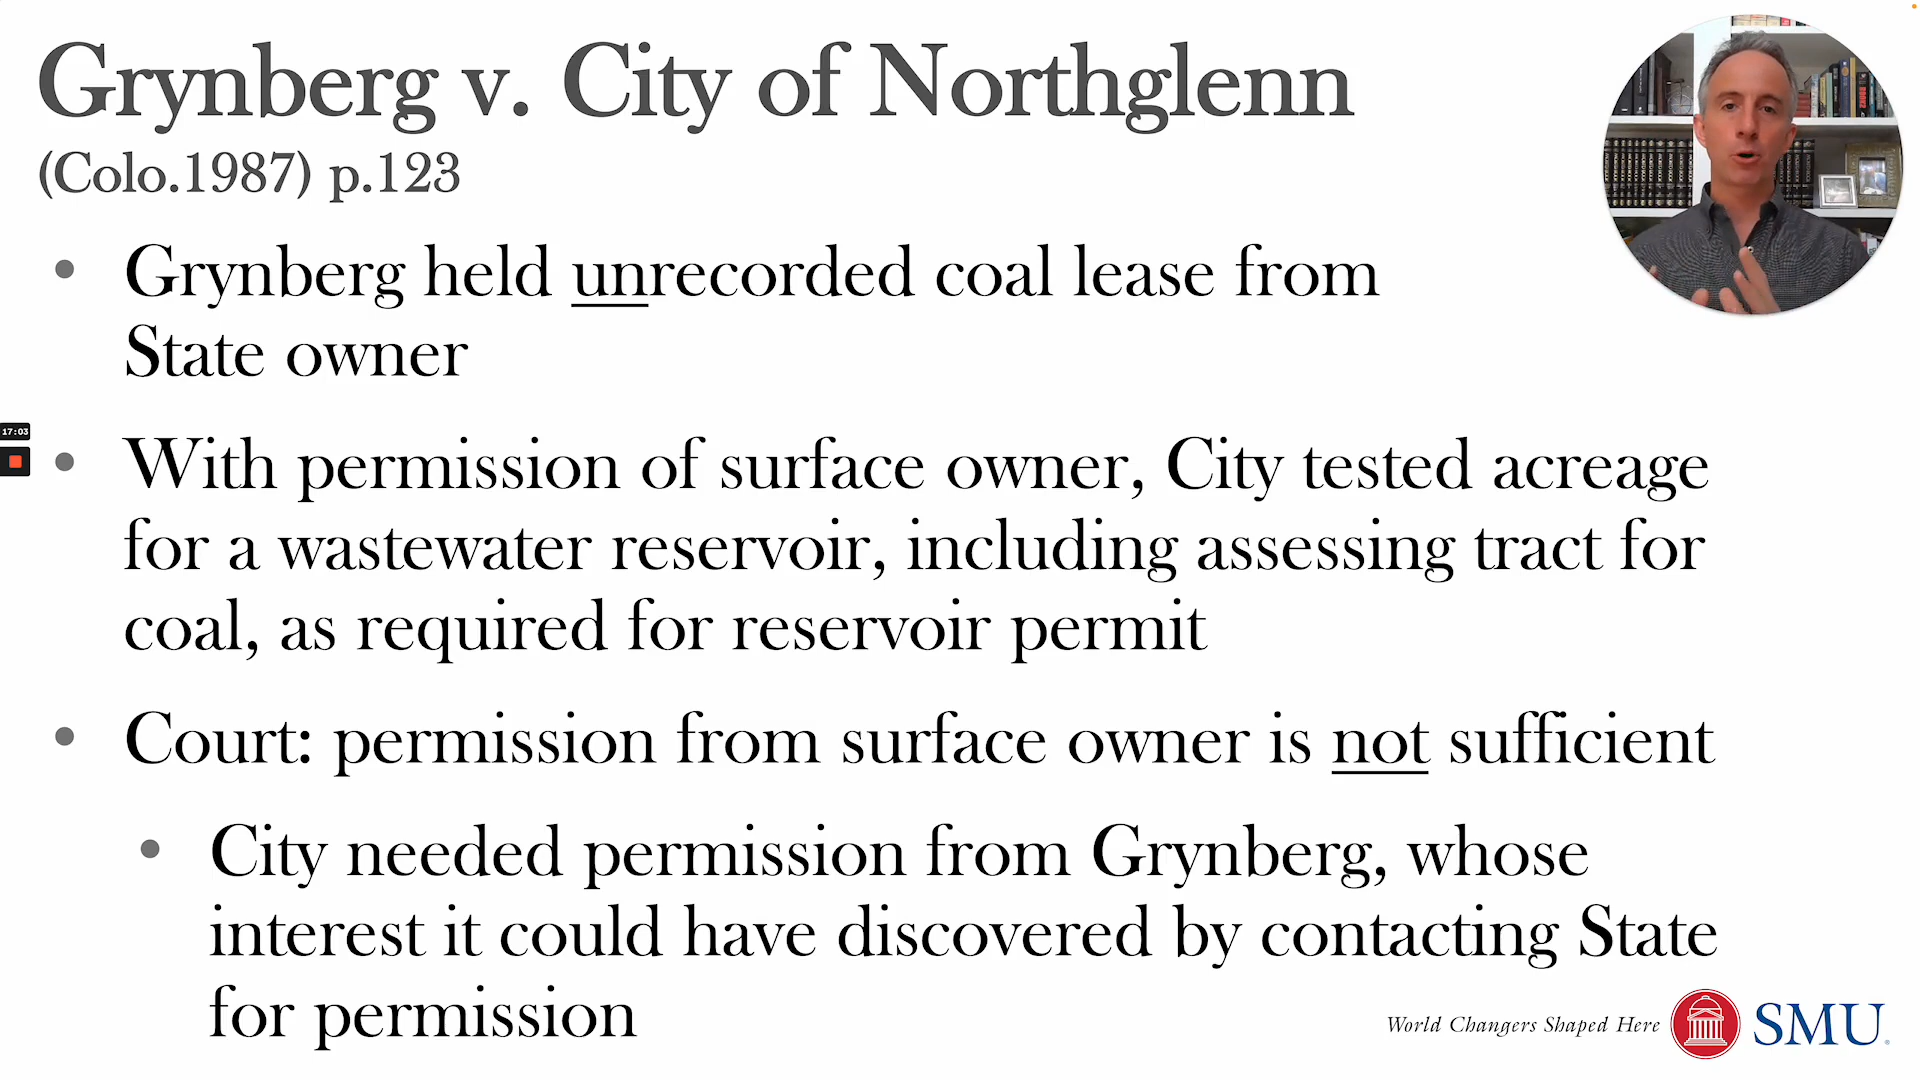 Grynberg v. City of Northglenn
(Colo.1987) p.123
• Grynberg held unrecorded coal lease from
State owner
17:03
• With permission of surface owner, City tested acreage
for a wastewater reservoir, including assessing tract for
coal, as required for reservoir permit
• Court: permission from surface owner is not sufficient
• City needed permission from Grynberg, whose
interest it could have discovered by contacting State
for permission
World Changers Shaped Here
SMU